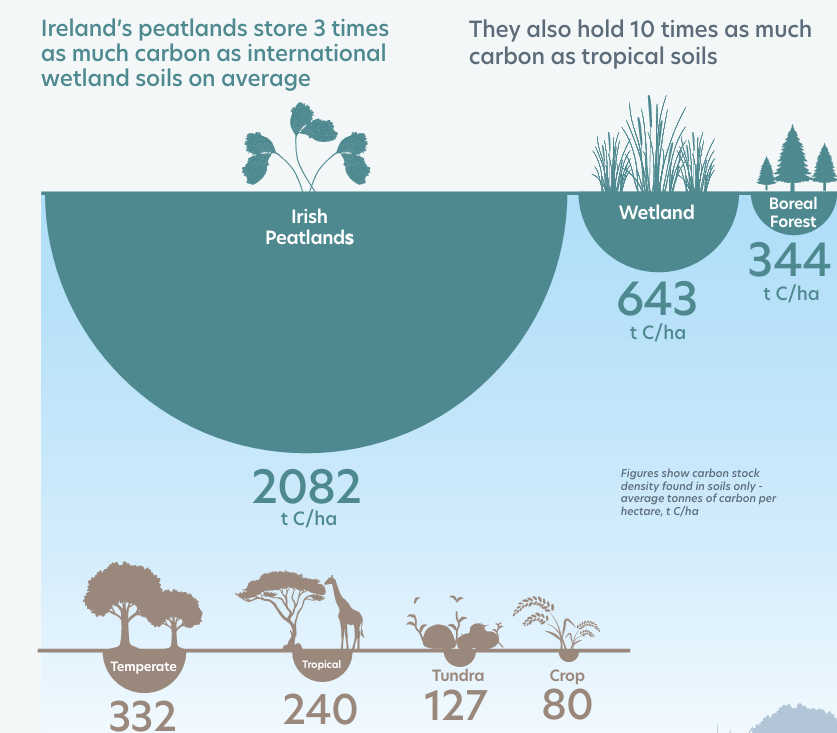 Ireland's peatlands store 3 times
as much carbon as international
wetland soils on average
They also hold 10 times as much
carbon as tropical soils
Irish
Peatlands
2082
t C/ha
Wetland
643
t C/ha
Boreal
Forest
344
t C/ha
Figures show carbon stock
density found in soils only -
average tonnes of carbon per
hectare, t C/ha
Temperate
332
Tropical
240
Tundra
127
Crop
80